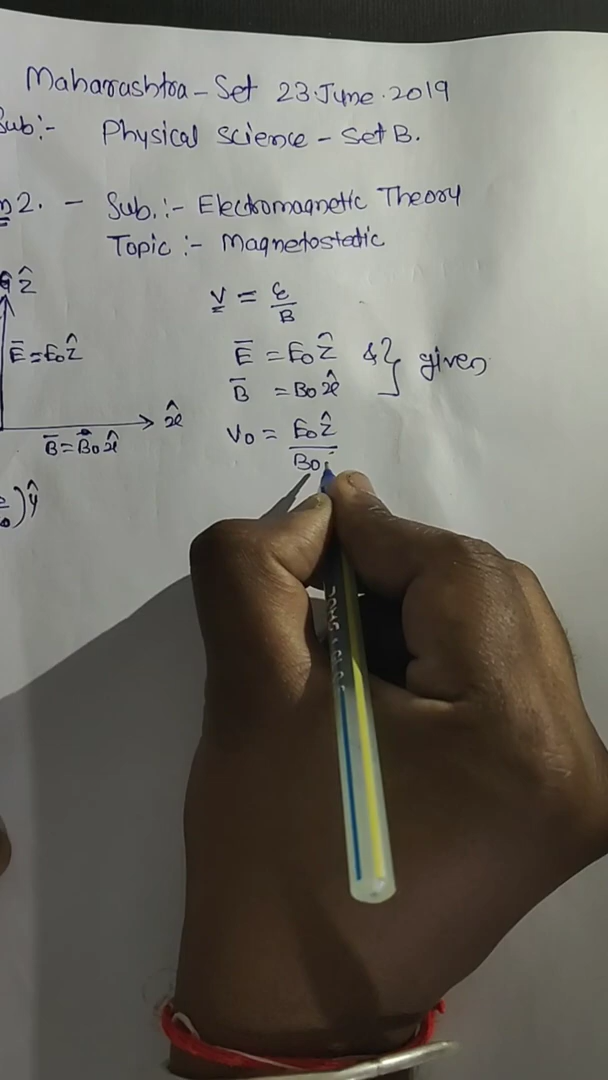 Maharashtra - Set 23 June. 2019
Sub:- Physical science - set B.
2. - Sub. :- Electromagnetic Theory
Topic :- Magnetostatic
ẑ
V = ε/B
E̅ = E₀ẑ
E̅ = E₀ẑ & } given
B̅ = B₀x̂
x̂
B̅ = B₀x̂
V₀ = E₀ẑ/B₀
)ŷ